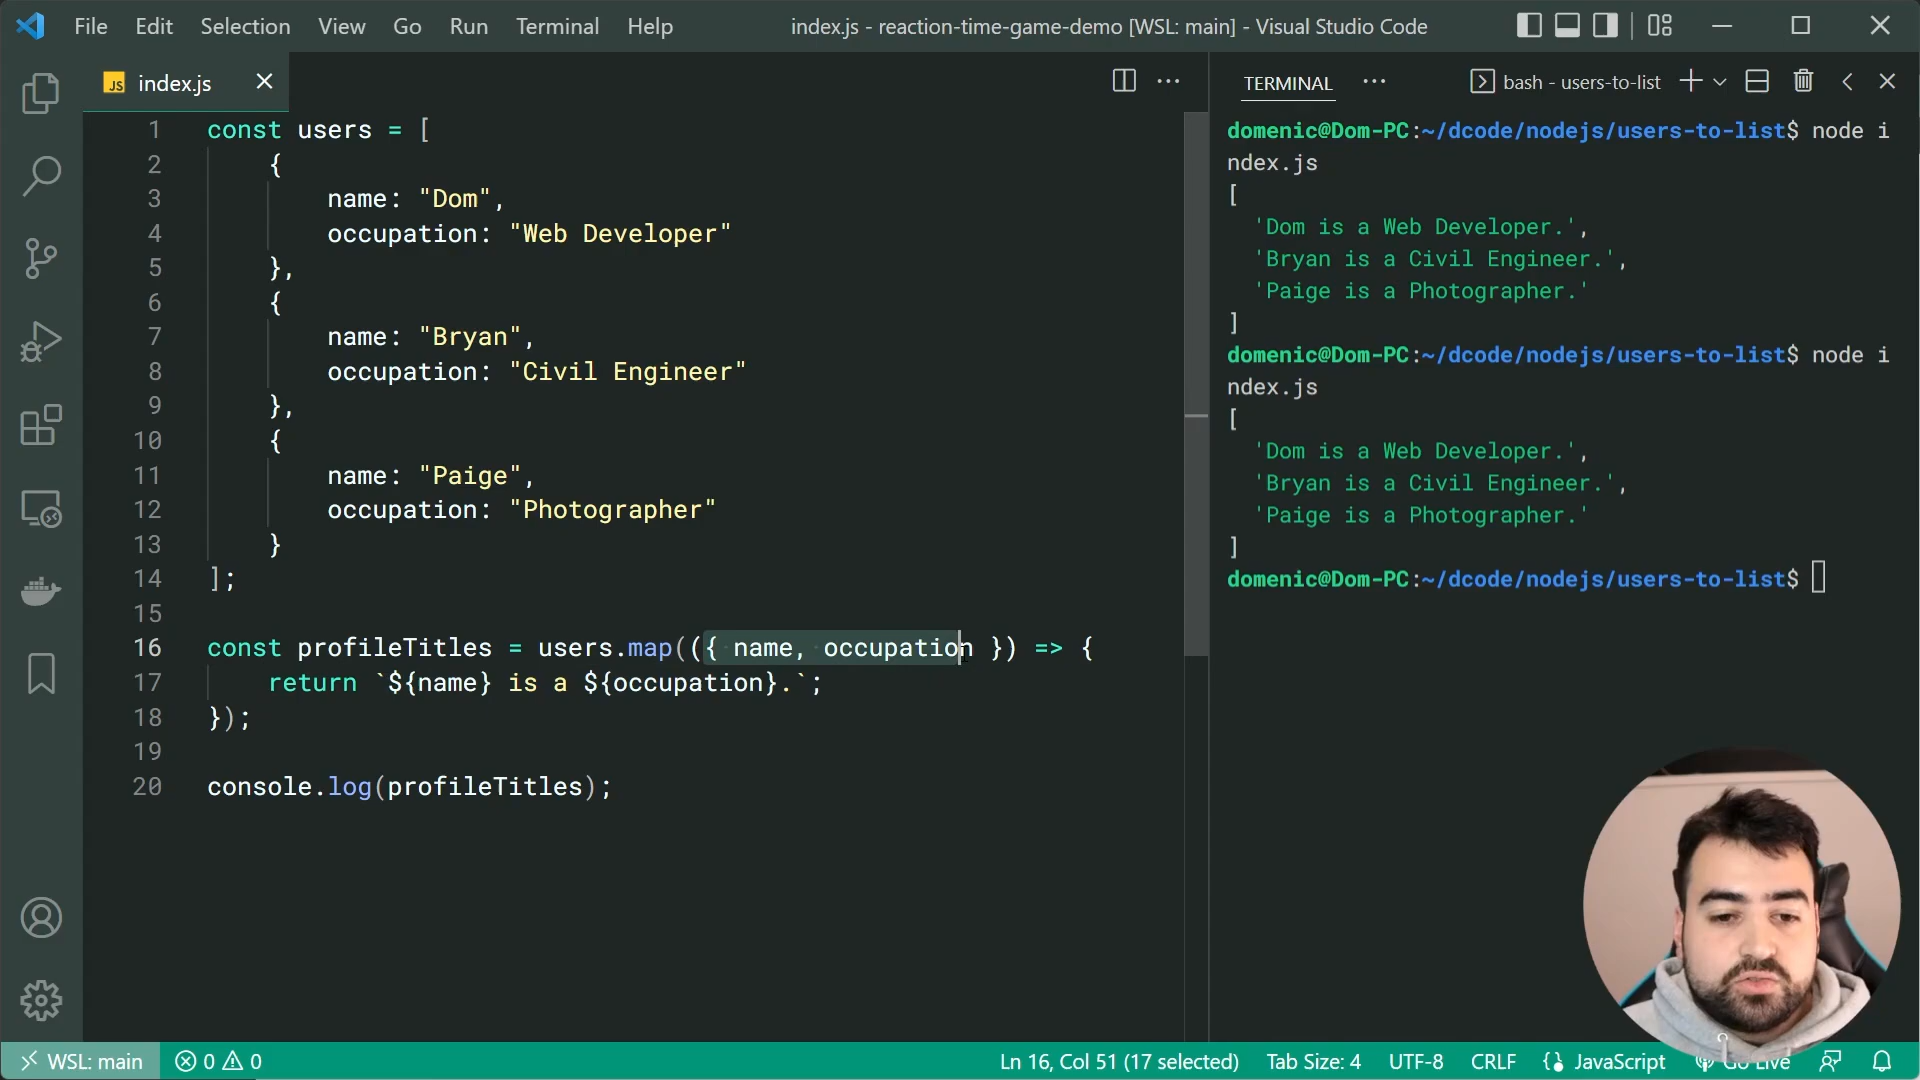 File Edit Selection View Go Run Terminal Help
index.js - reaction-time-game-demo [WSL: main] - Visual Studio Code
JS index.js
1 const users = [
2 {
3 name: "Dom",
4 occupation: "Web Developer"
5 },
6 {
7 name: "Bryan",
8 occupation: "Civil Engineer"
9 },
10 {
11 name: "Paige",
12 occupation: "Photographer"
13 }
14 ];
15
16 const profileTitles = users.map(({ name, occupation }) => {
17 return `${name} is a ${occupation}.`;
18 });
19
20 console.log(profileTitles);
TERMINAL ··· bash - users-to-list
domenic@Dom-PC:~/dcode/nodejs/users-to-list$ node i
ndex.js
[
'Dom is a Web Developer.',
'Bryan is a Civil Engineer.',
'Paige is a Photographer.'
]
domenic@Dom-PC:~/dcode/nodejs/users-to-list$ node i
ndex.js
[
'Dom is a Web Developer.',
'Bryan is a Civil Engineer.',
'Paige is a Photographer.'
]
domenic@Dom-PC:~/dcode/nodejs/users-to-list$
WSL: main 0 0 Ln 16, Col 51 (17 selected) Tab Size: 4 UTF-8 CRLF JavaScript Go Live